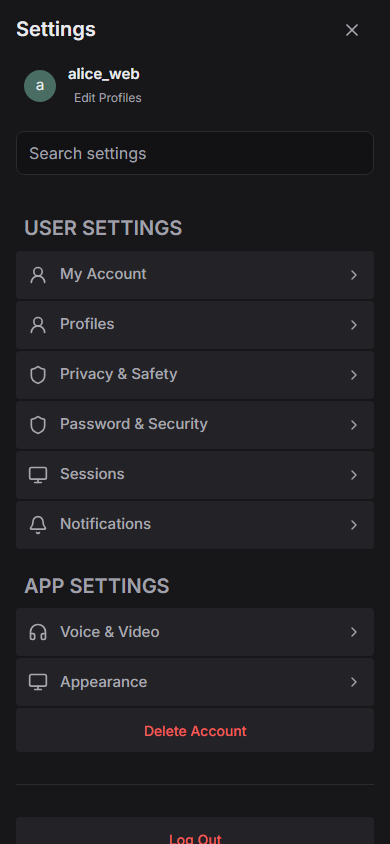 Settings
a
alice_web
Edit Profiles
Search settings
USER SETTINGS
My Account
Profiles
Privacy & Safety
Password & Security
Sessions
Notifications
APP SETTINGS
Voice & Video
Appearance
Delete Account
Log Out